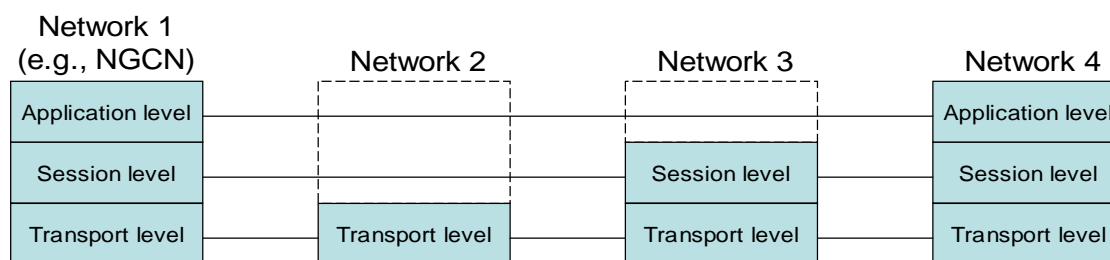 Network 1
(e.g., NGCN)
Network 2
Network 3
Network 4
Application level
Application level
Session level
Session level
Session level
Transport level
Transport level
Transport level
Transport level